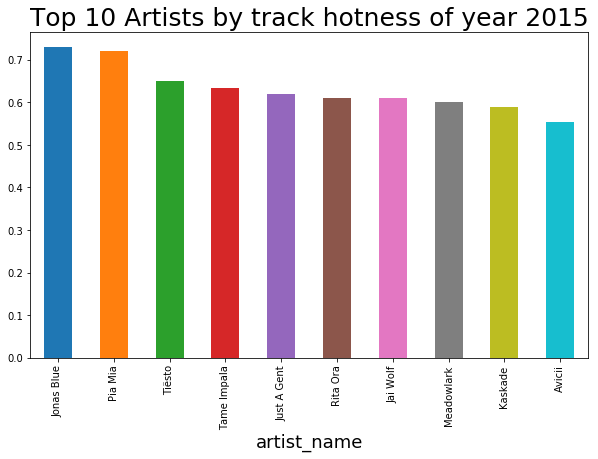 Top 10 Artists by track hotness of year 2015
0.7
0.6
0.5
0.4
0.3
0.2
0.1
0.0
Jonas Blue
Pia Mia
Tiësto
Tame Impala
Just A Gent
Rita Ora
Jai Wolf
Meadowlark
Kaskade
Avicii
artist_name